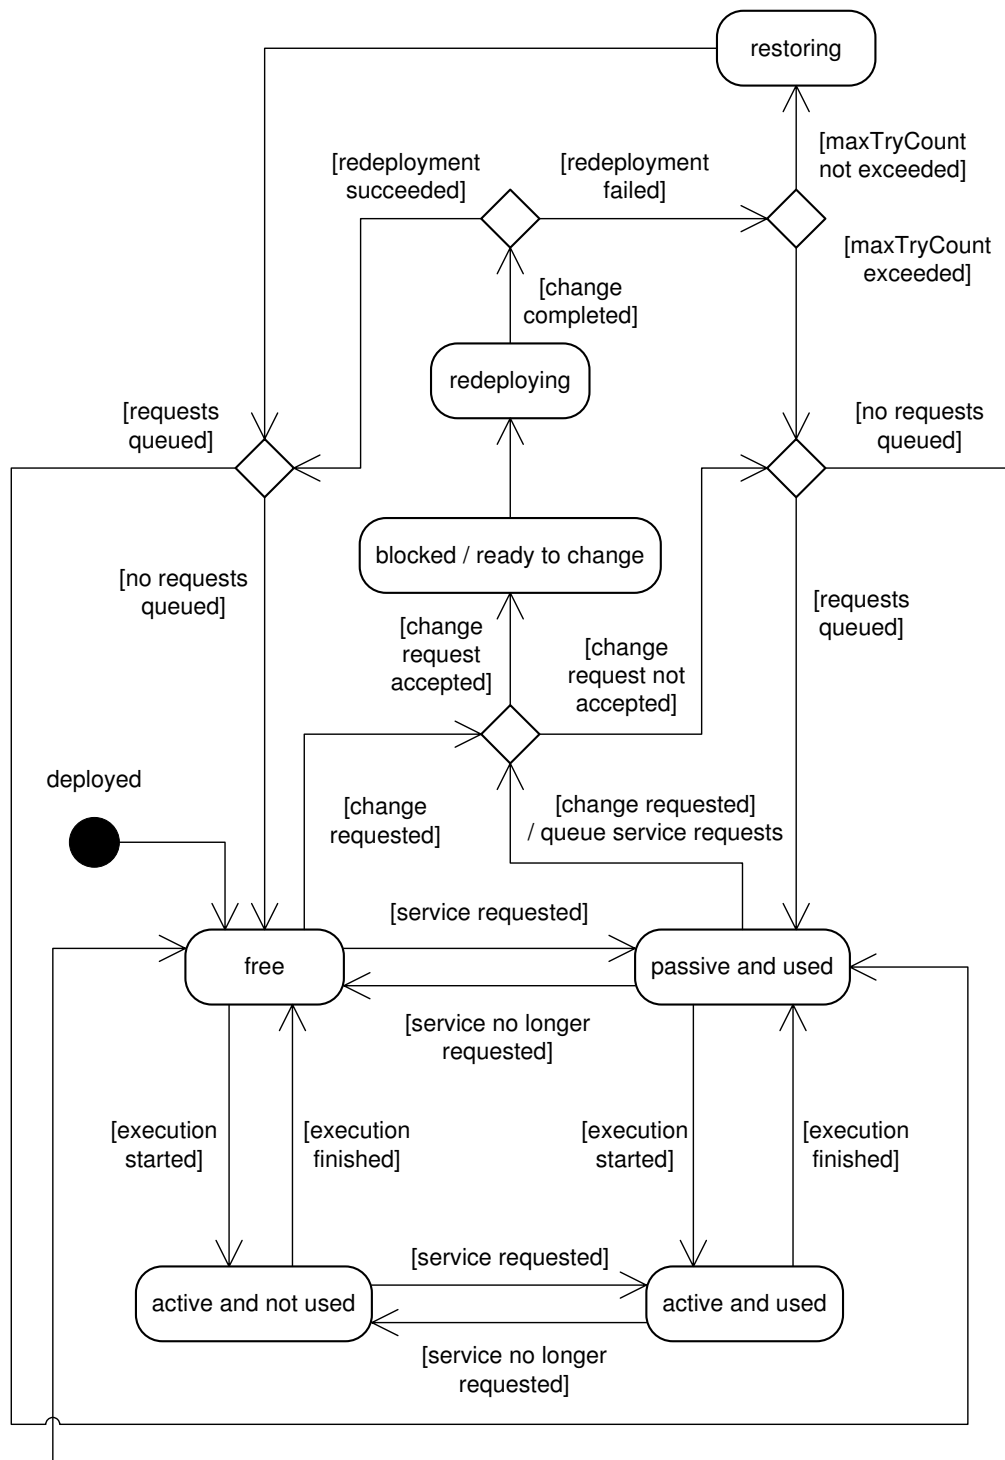 restoring
[maxTryCount
not exceeded]
[redeployment
succeeded]
[redeployment
failed]
[maxTryCount
exceeded]
[change
completed]
redeploying
[requests
queued]
[no requests
queued]
blocked / ready to change
[no requests
queued]
[requests
queued]
[change
request
accepted]
[change
request not
accepted]
deployed
[change
requested]
[change requested]
/ queue service requests
[service requested]
free
passive and used
[service no longer
requested]
[execution
started]
[execution
finished]
[execution
started]
[execution
finished]
[service requested]
active and not used
active and used
[service no longer
requested]